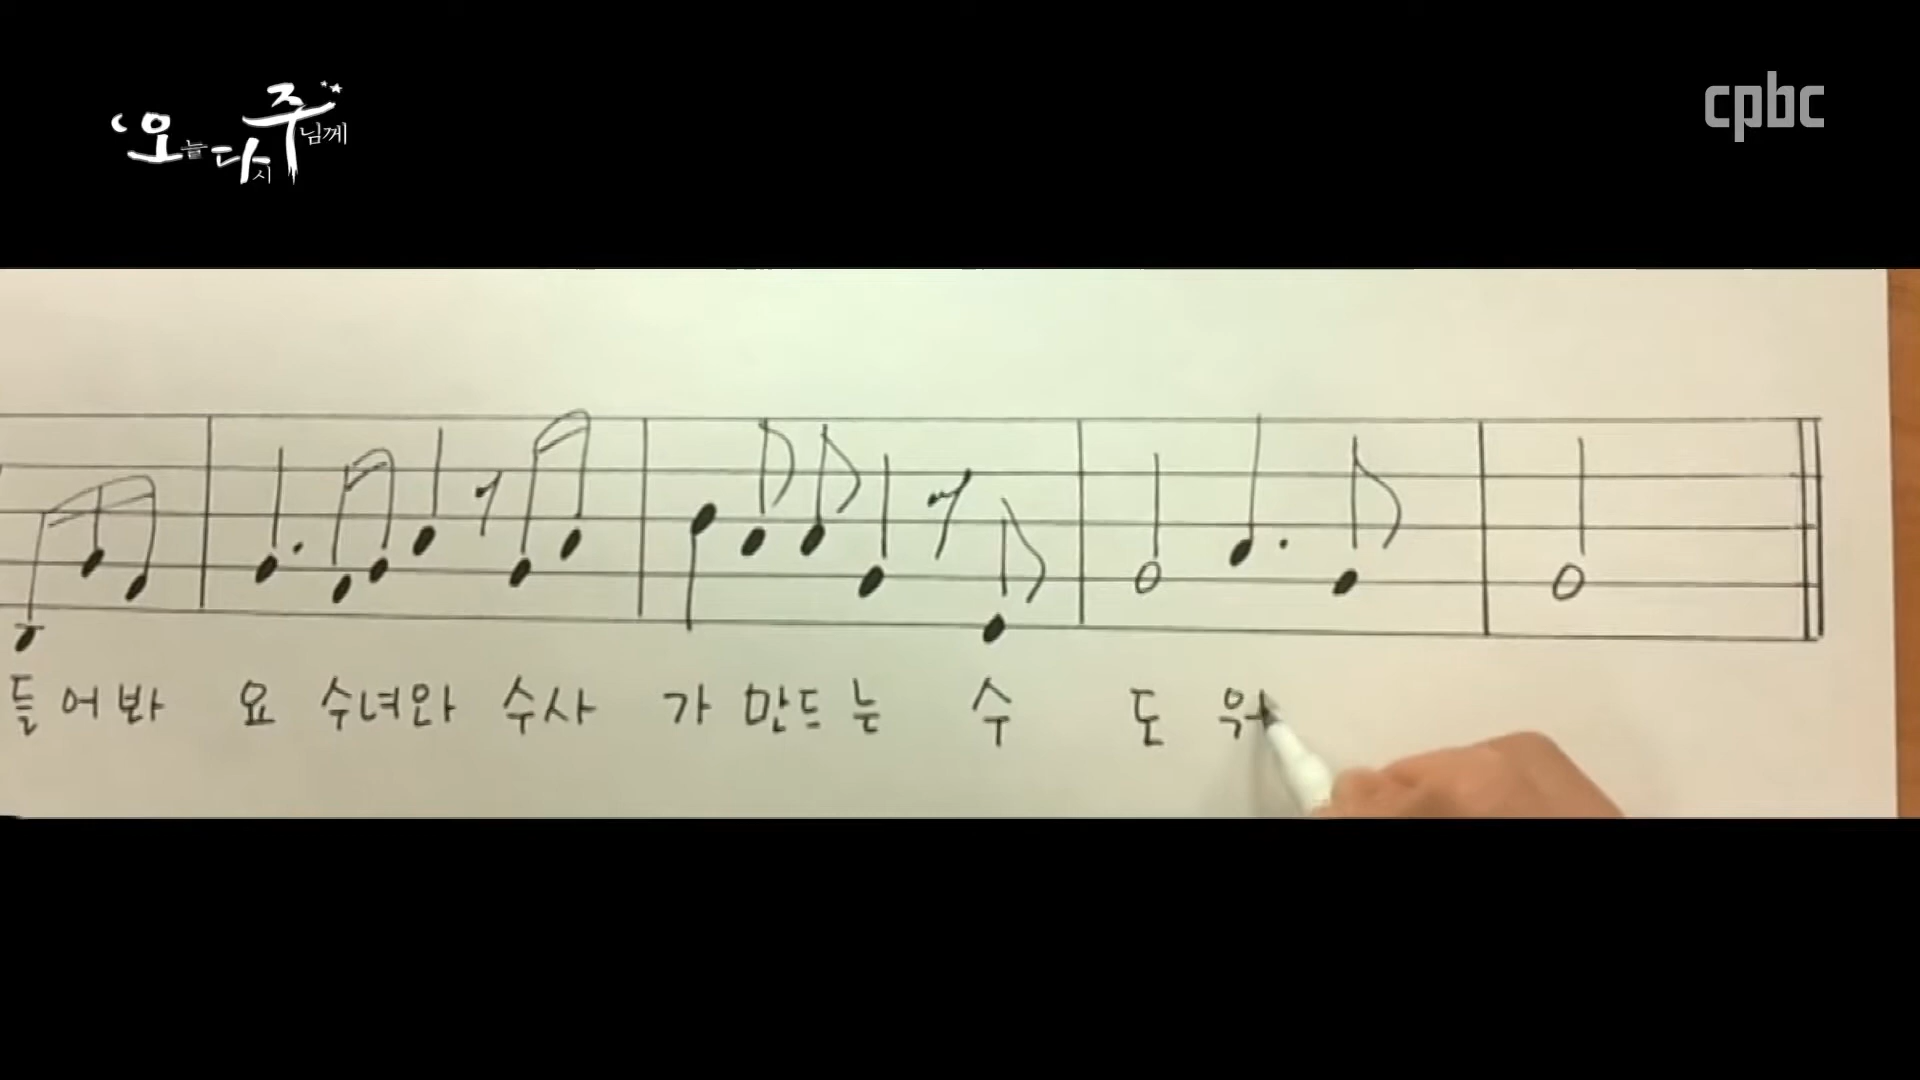 오늘 다시 주님께
cpbc
들어봐 요 수녀와 수사 가 만드는 수 도 우